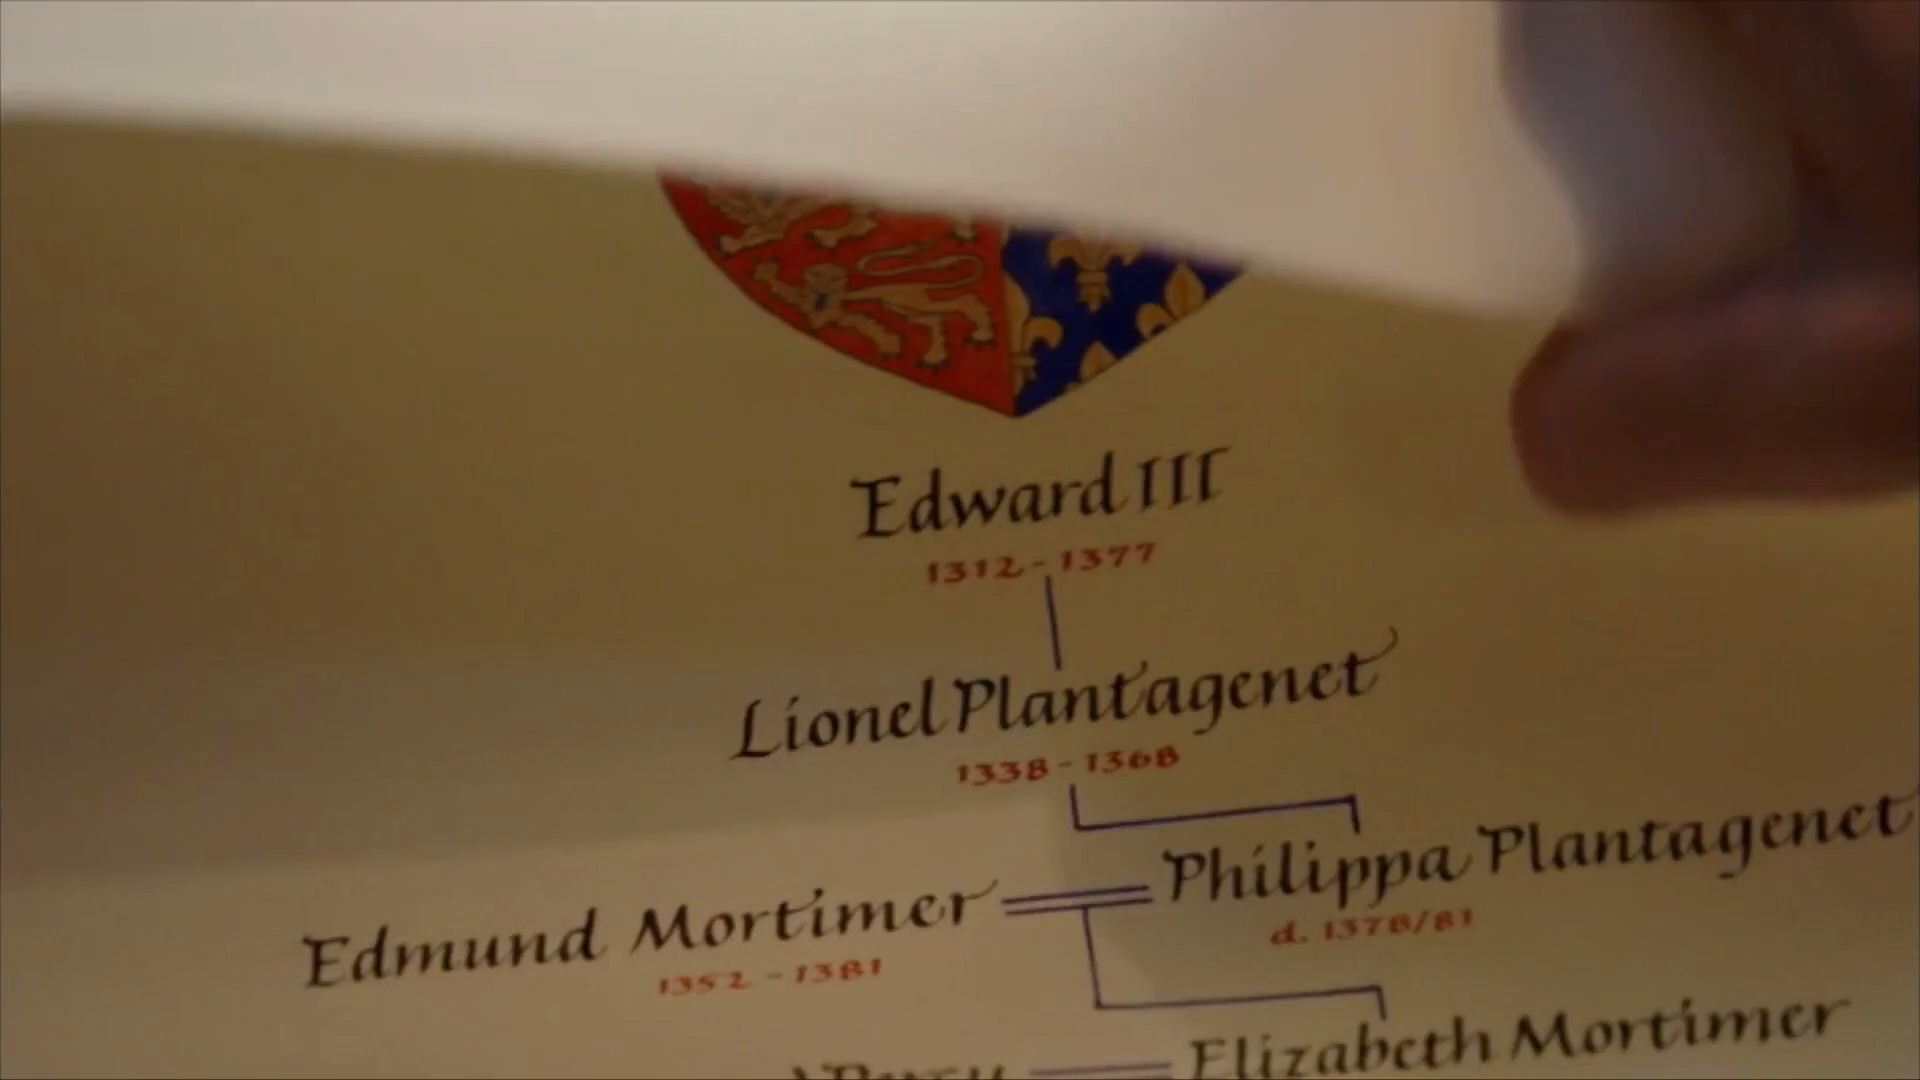 Edward III
1312 - 1377
Lionel Plantagenet
1338 - 1368
Philippa Plantagenet
d. 1378/81
Edmund Mortimer
1352 - 1381
Elizabeth Mortimer